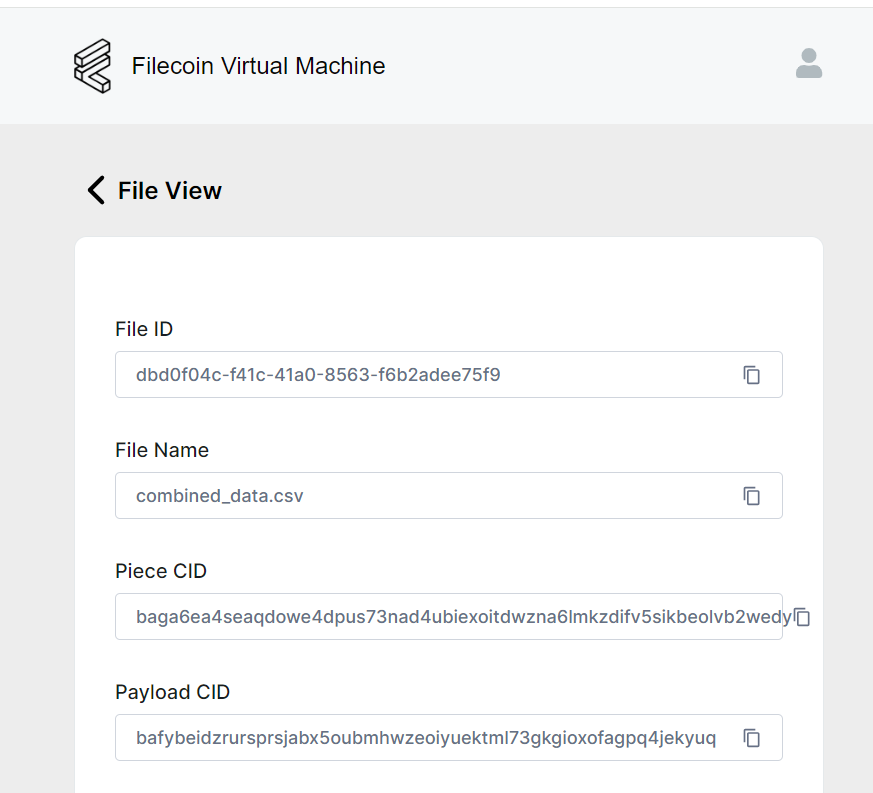 Filecoin Virtual Machine
File View
File ID
dbd0f04c-f41c-41a0-8563-f6b2adee75f9
File Name
combined_data.csv
Piece CID
baga6ea4seaqdowe4dpus73nad4ubiexoitdwzna6lmkzdifv5sikbeolvb2wedy
Payload CID
bafybeidzrursprsjabx5oubmhwzeoiyuektml73gkgioxofagpq4jekyuq